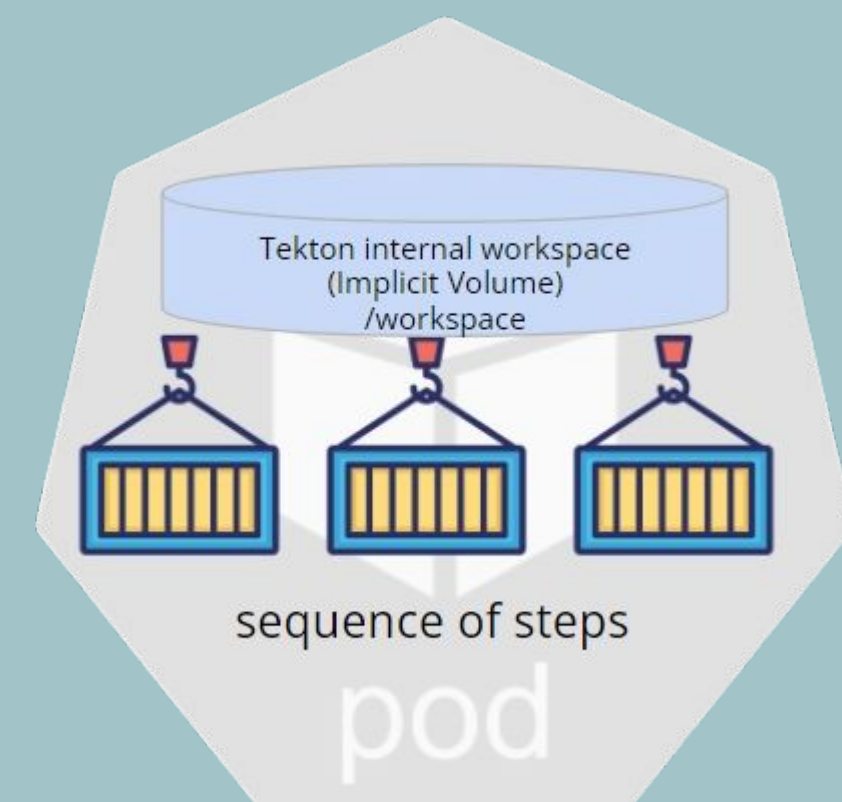 Tekton internal workspace
(Implicit Volume)
/workspace
sequence of steps
pod